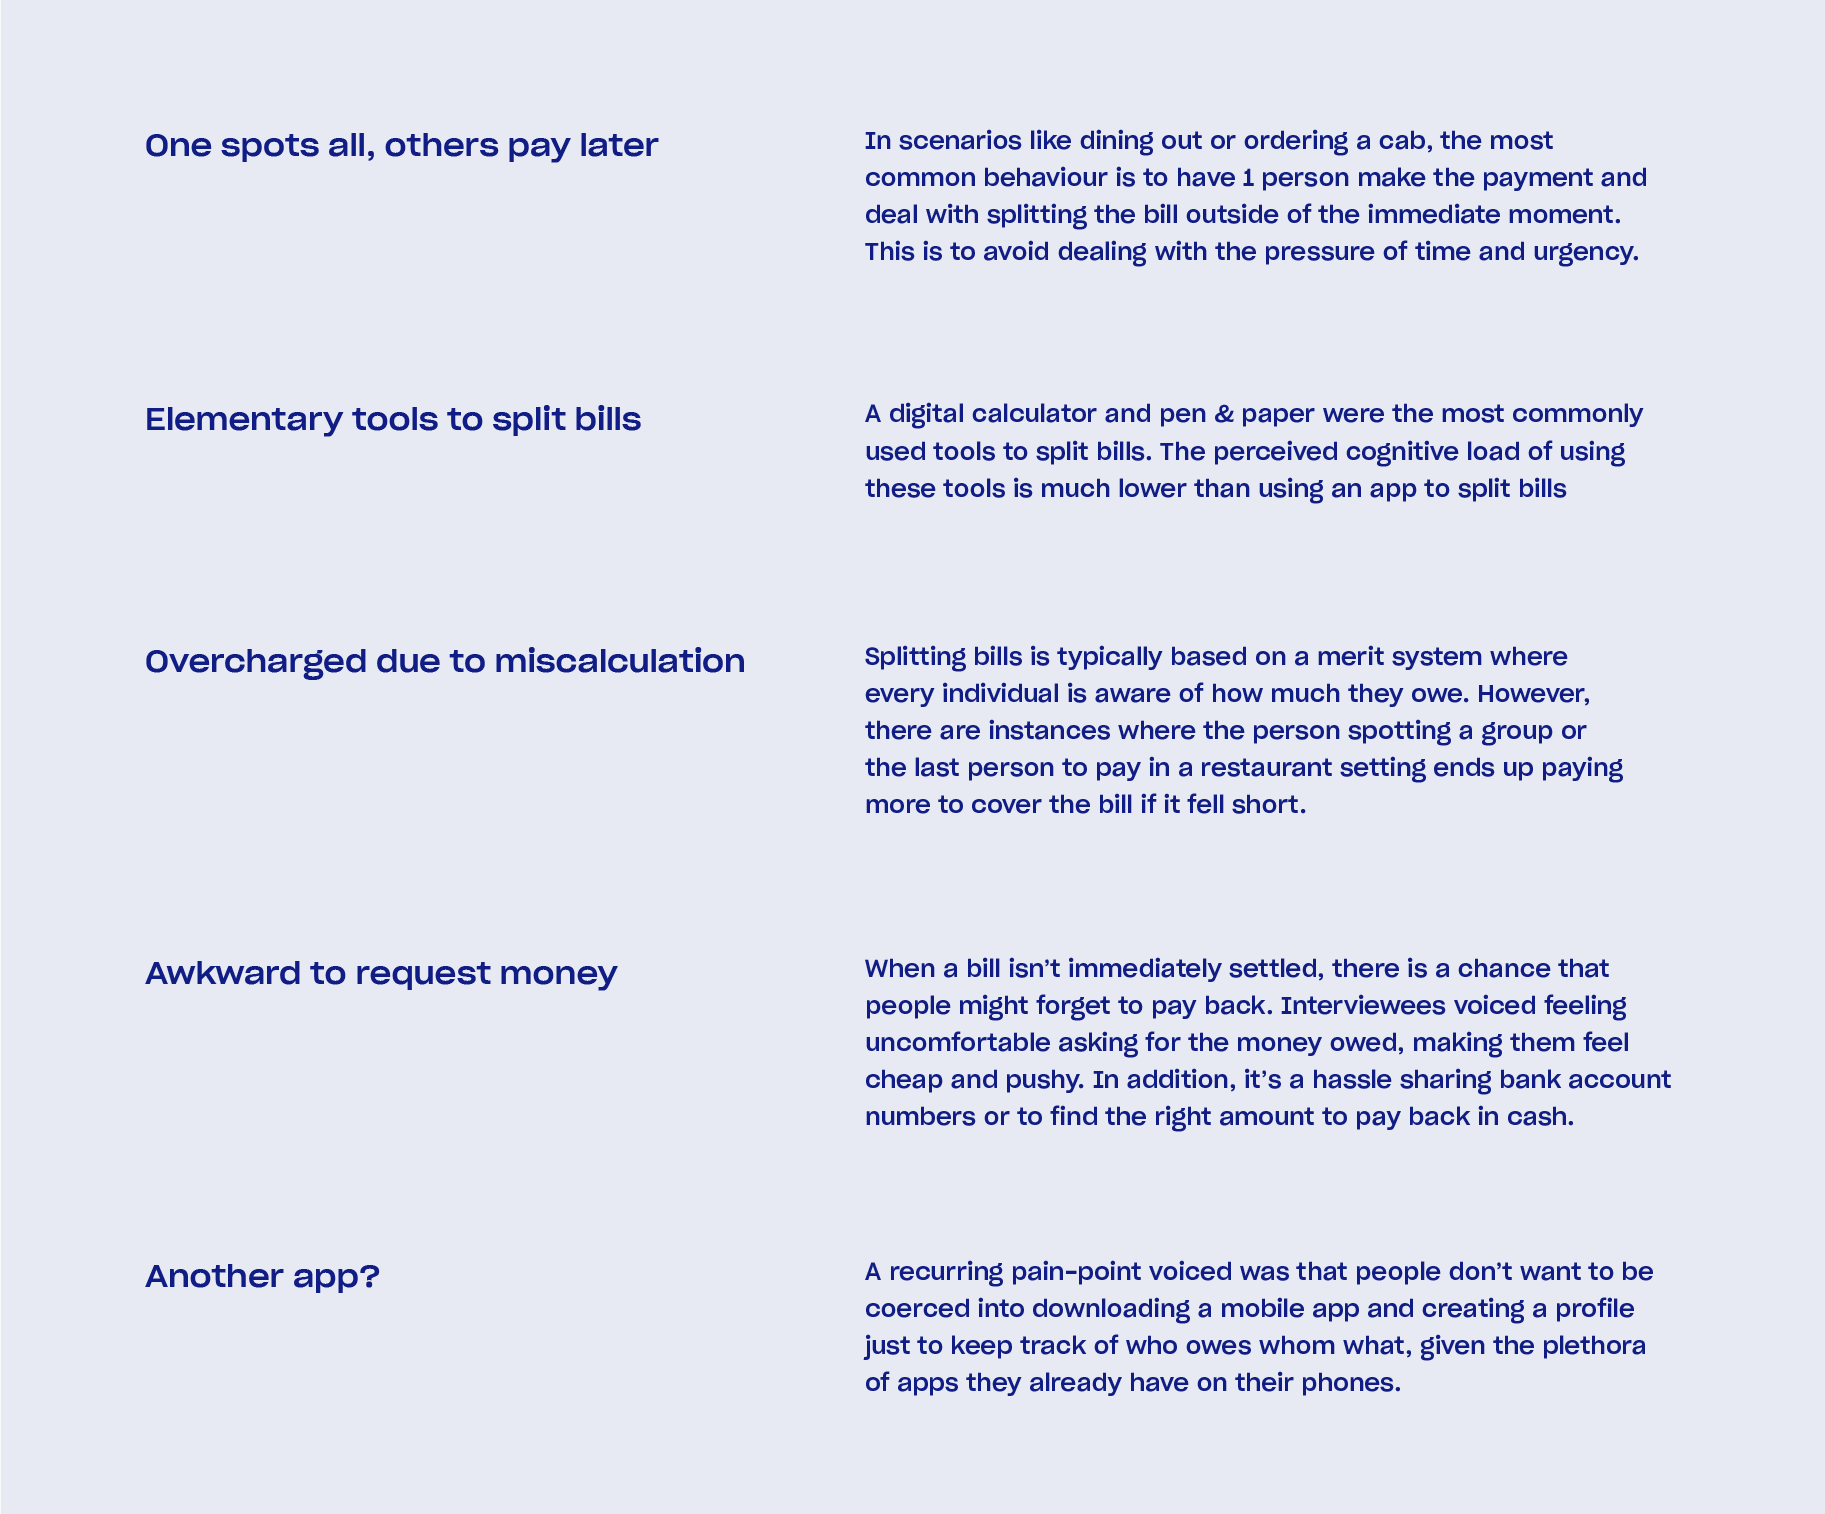 One spots all, others pay later
In scenarios like dining out or ordering a cab, the most
common behaviour is to have 1 person make the payment and
deal with splitting the bill outside of the immediate moment.
This is to avoid dealing with the pressure of time and urgency.
Elementary tools to split bills
A digital calculator and pen & paper were the most commonly
used tools to split bills. The perceived cognitive load of using
these tools is much lower than using an app to split bills
Overcharged due to miscalculation
Splitting bills is typically based on a merit system where
every individual is aware of how much they owe. However,
there are instances where the person spotting a group or
the last person to pay in a restaurant setting ends up paying
more to cover the bill if it fell short.
Awkward to request money
When a bill isn’t immediately settled, there is a chance that
people might forget to pay back. Interviewees voiced feeling
uncomfortable asking for the money owed, making them feel
cheap and pushy. In addition, it’s a hassle sharing bank account
numbers or to find the right amount to pay back in cash.
Another app?
A recurring pain-point voiced was that people don’t want to be
coerced into downloading a mobile app and creating a profile
just to keep track of who owes whom what, given the plethora
of apps they already have on their phones.